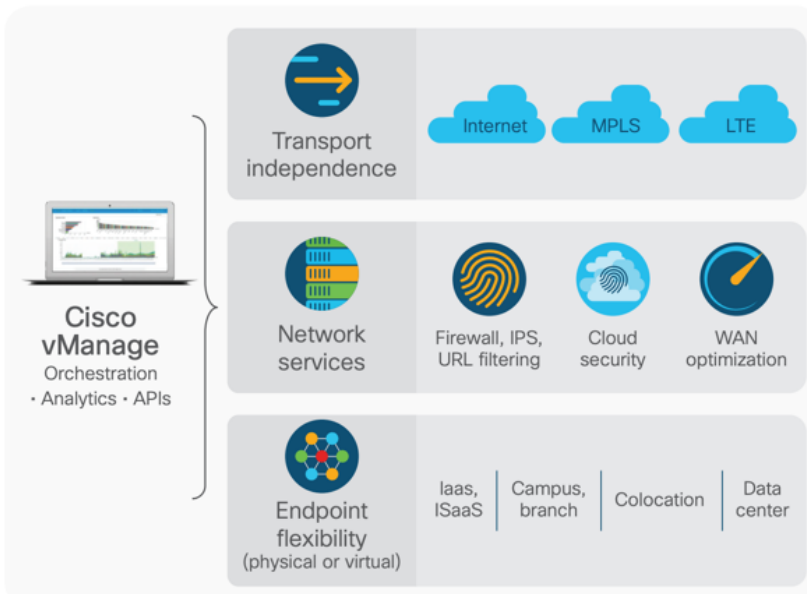 Cisco
vManage
Orchestration
· Analytics · APIs
Transport
independence
Internet
MPLS
LTE
Network
services
Firewall, IPS,
URL filtering
Cloud
security
WAN
optimization
Endpoint
flexibility
(physical or virtual)
Iaas,
ISaaS
Campus,
branch
Colocation
Data
center